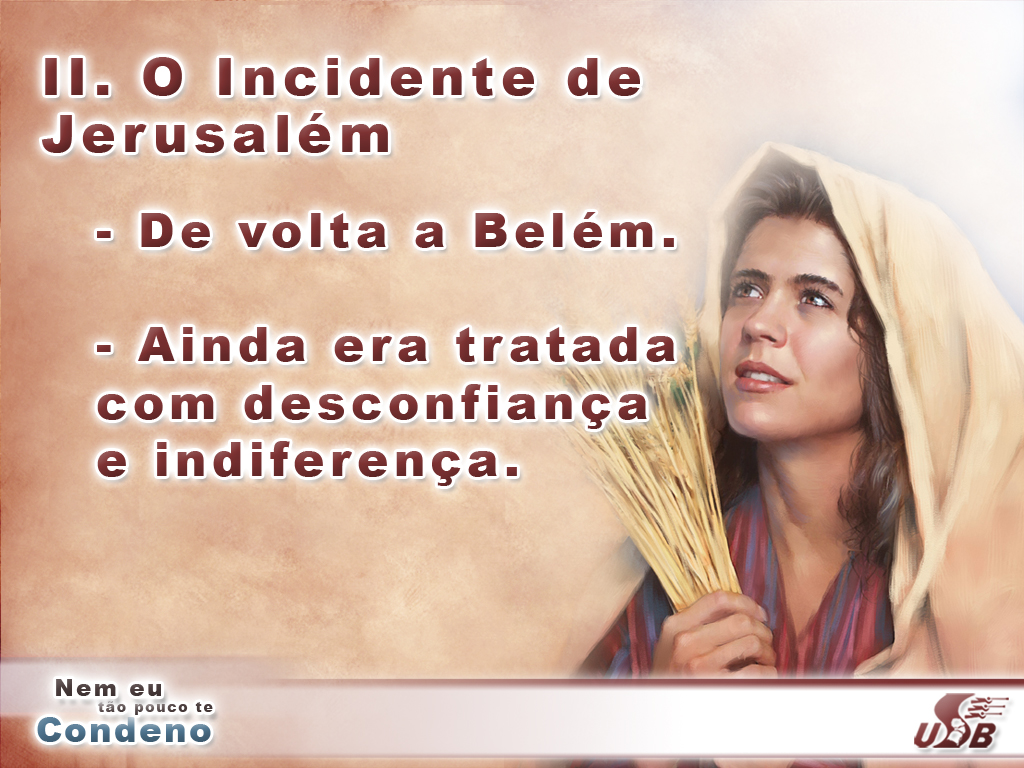 II. O Incidente de
Jerusalém
- De volta a Belém.
- Ainda era tratada
com desconfiança
e indiferença.
Nem eu
tão pouco te
Condeno
USB